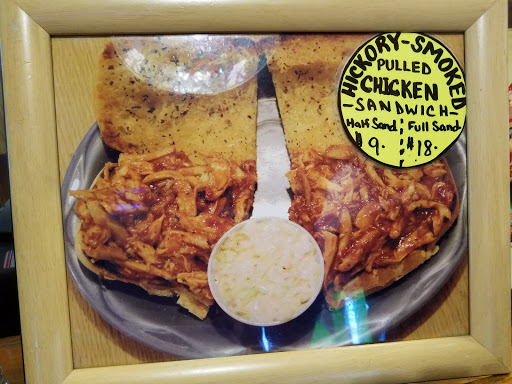 HICKORY-SMOKED
PULLED
CHICKEN
-SANDWICH-
Half Sand. Full Sand.
$9. $18.